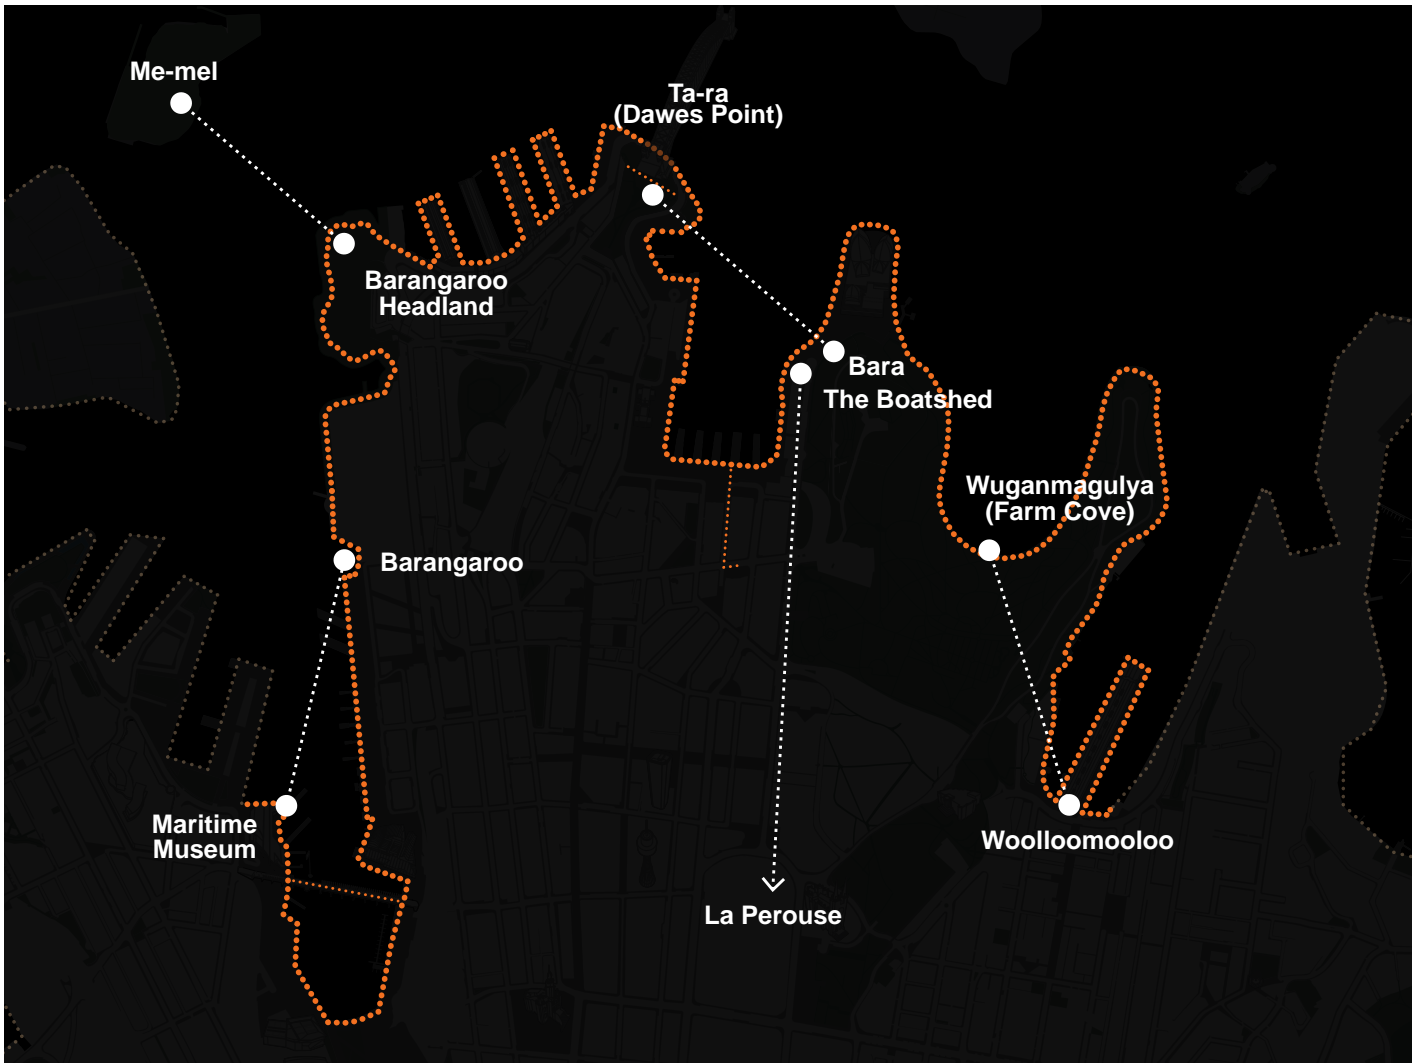 Me-mel
Ta-ra
(Dawes Point)
Barangaroo
Headland
Bara
The Boatshed
Wuganmagulya
(Farm Cove)
Barangaroo
Maritime
Museum
Woolloomooloo
La Perouse